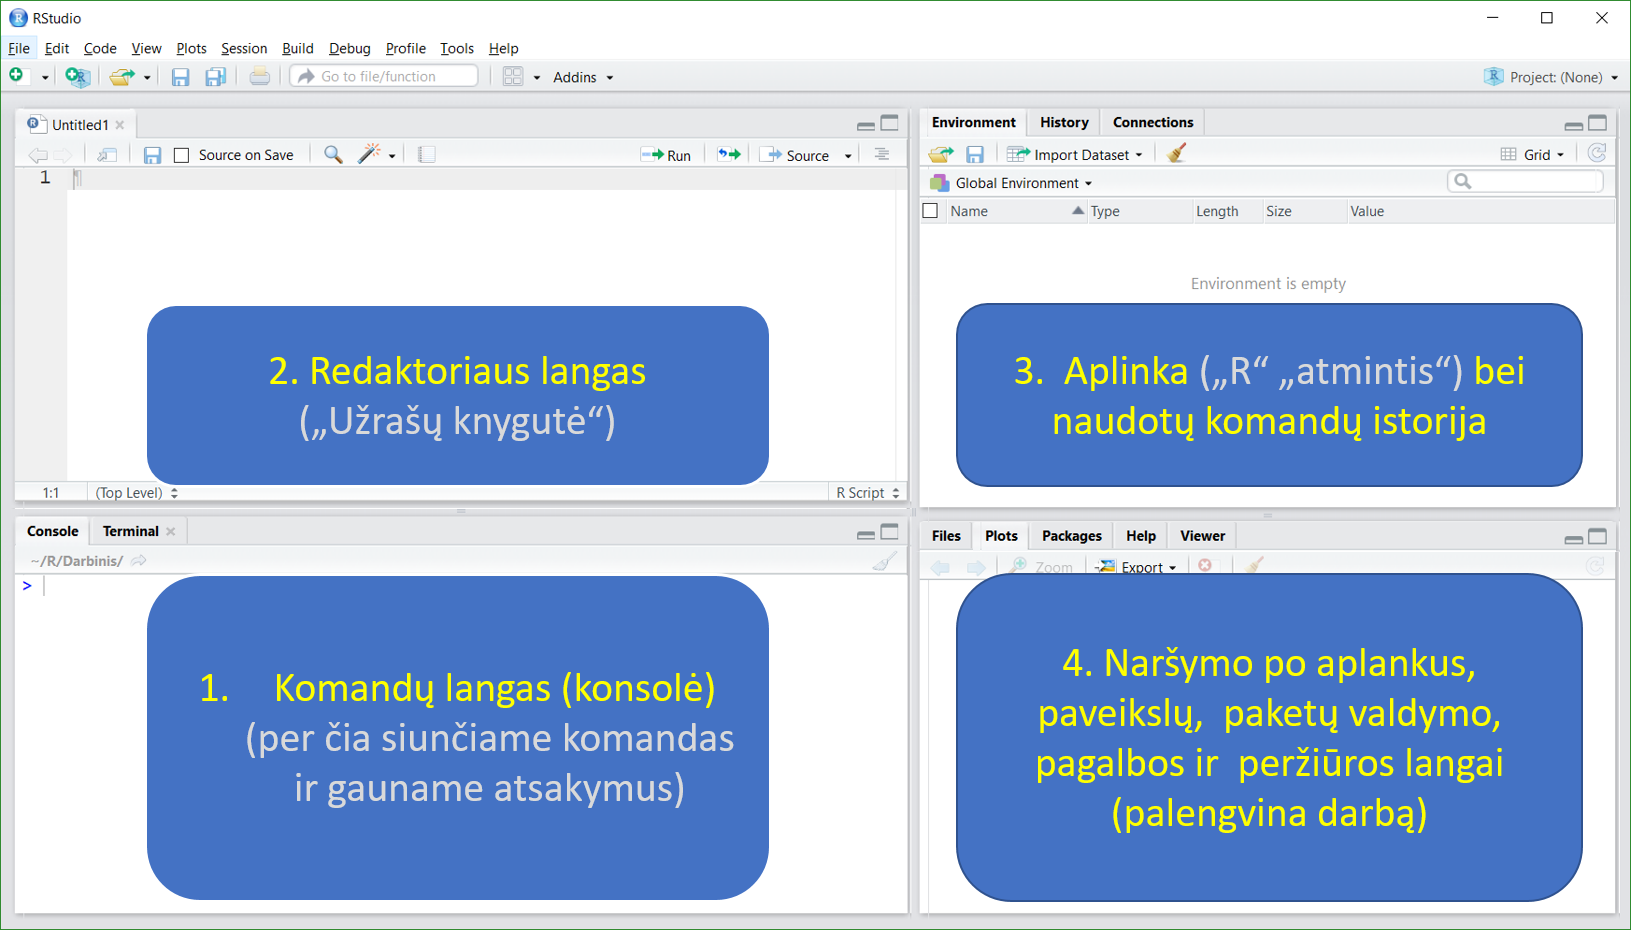 RStudio
File Edit Code View Plots Session Build Debug Profile Tools Help
Go to file/function Addins Project: (None)
Untitled1
Source on Save Run Source
1
2. Redaktoriaus langas
(„Užrašų knygutė“)
1:1 (Top Level) R Script
Environment History Connections
Import Dataset Grid
Global Environment
Name Type Length Size Value
Environment is empty
3. Aplinka („R“ „atmintis“) bei
naudotų komandų istorija
Console Terminal
~/R/Darbinis/
>
1. Komandų langas (konsolė)
(per čia siunčiame komandas
ir gauname atsakymus)
Files Plots Packages Help Viewer
Zoom Export
4. Naršymo po aplankus,
paveikslų, paketų valdymo,
pagalbos ir peržiūros langai
(palengvina darbą)